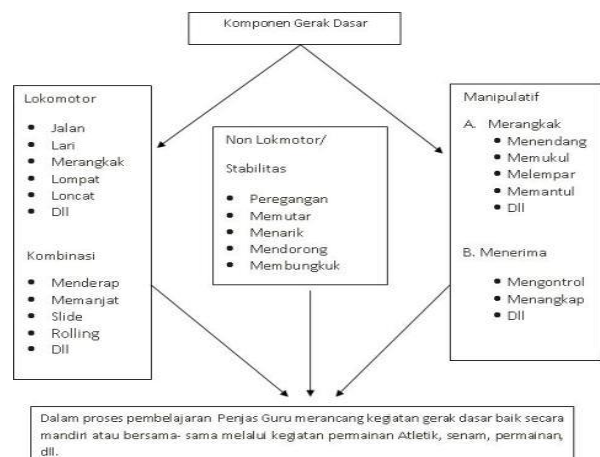 Komponen Gerak Dasar
Lokomotor
Jalan
Lari
Merangkak
Lompat
Loncat
Dll
Kombinasi
Menderap
Memanjat
Slide
Rolling
Dll
Non Lokmotor/
Stabilitas
Peregangan
Memutar
Menarik
Mendorong
Membungkuk
Manipulatif
A. Merangkak
Menendang
Memukul
Melempar
Memantul
Dll
B. Menerima
Mengontrol
Menangkap
Dll
Dalam proses pembelajaran Penjas Guru merancang kegiatan gerak dasar baik secara
mandiri atau bersama- sama melalui kegiatan permainan Atletik, senam, permainan,
dll.